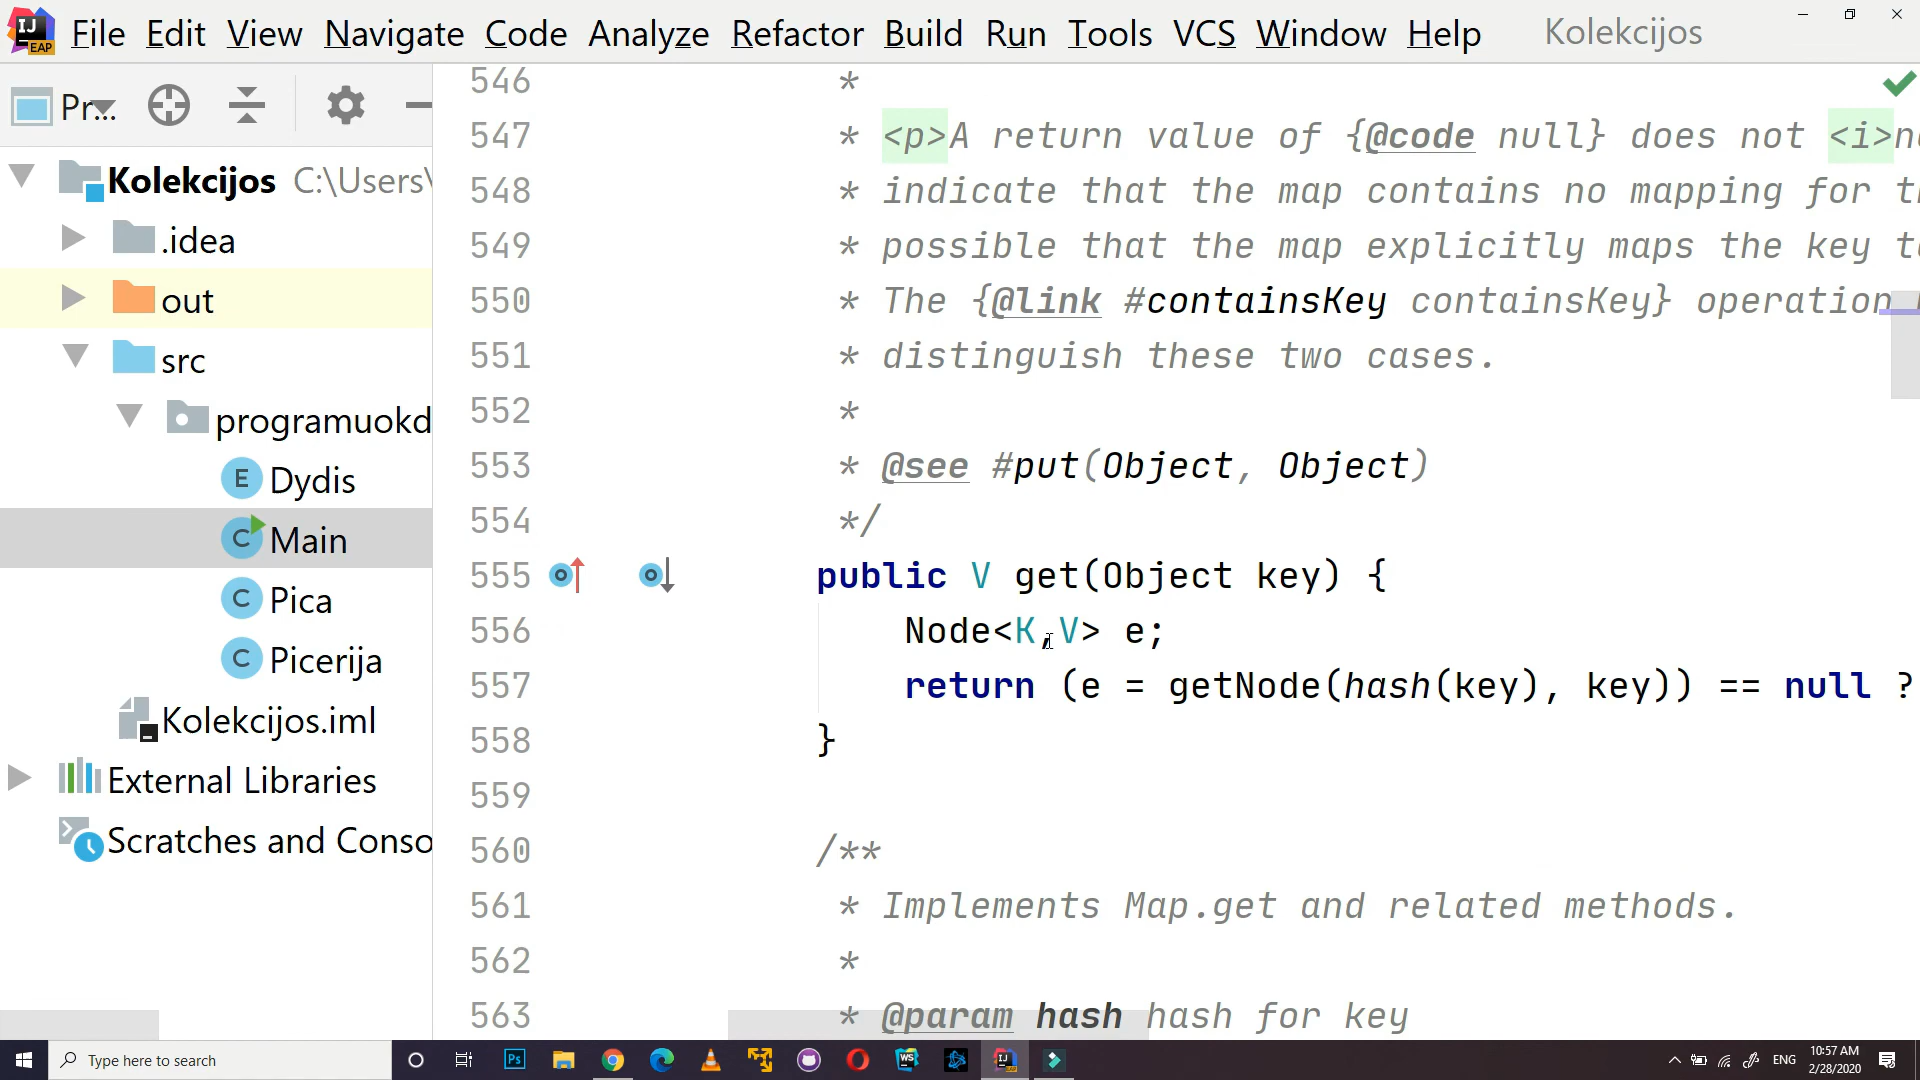 IJ
EAP
File Edit View Navigate Code Analyze Refactor Build Run Tools VCS Window Help Kolekcijos
Pr...
Kolekcijos C:\Users\
.idea
out
src
programuokd
E Dydis
C Main
C Pica
C Picerija
Kolekcijos.iml
External Libraries
Scratches and Conso
546 *
547 * <p>A return value of {@code null} does not <i>n
548 * indicate that the map contains no mapping for t
549 * possible that the map explicitly maps the key t
550 * The {@link #containsKey containsKey} operation
551 * distinguish these two cases.
552 *
553 * @see #put(Object, Object)
554 */
555 public V get(Object key) {
556 Node<K,V> e;
557 return (e = getNode(hash(key), key)) == null ?
558 }
559
560 /**
561 * Implements Map.get and related methods.
562 *
563 * @param hash hash for key
Type here to search
Ps
WS
IJ
ENG
10:57 AM
2/28/2020